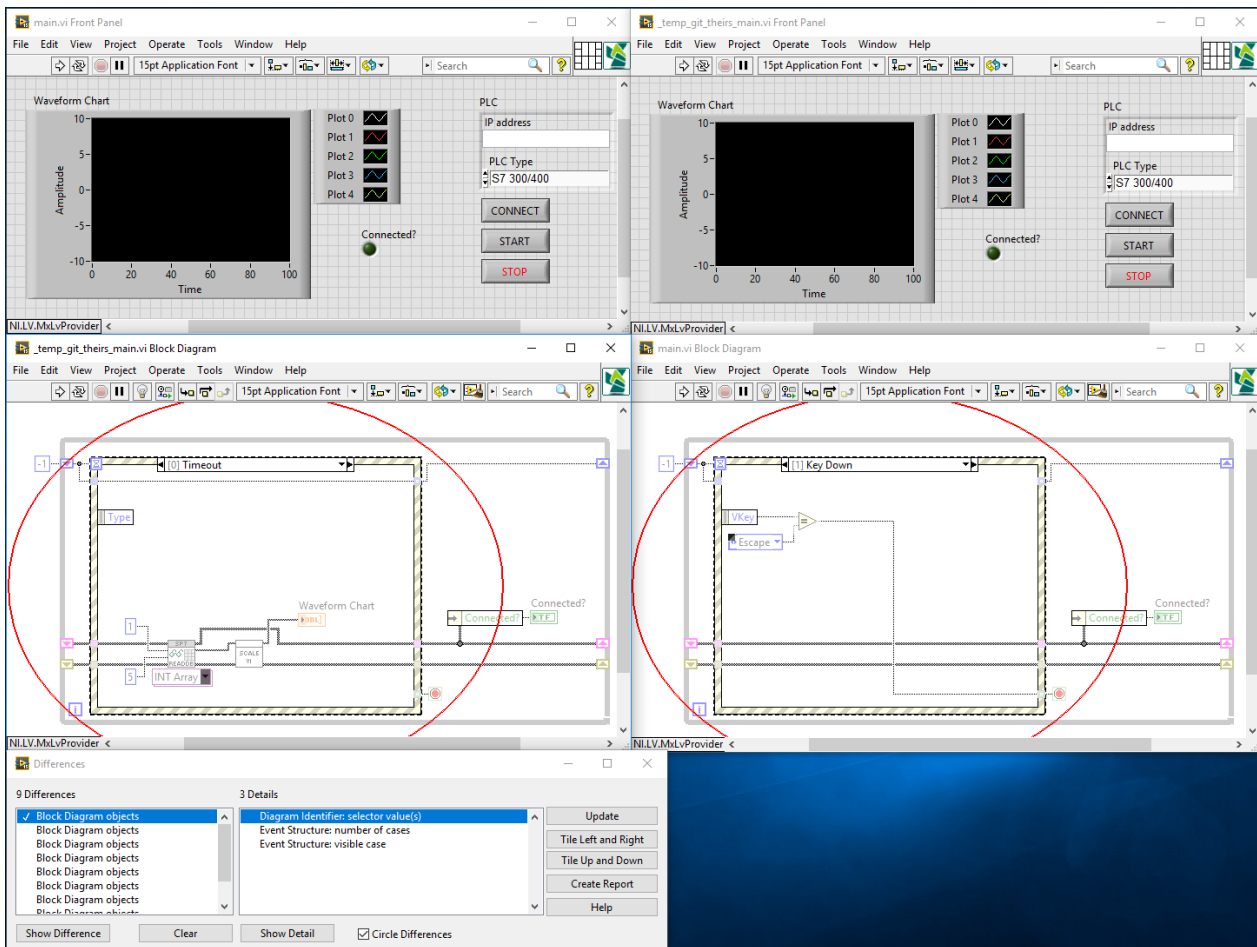 main.vi Front Panel
File Edit View Project Operate Tools Window Help
15pt Application Font
Search
Waveform Chart
10
5
0
-5
-10
Amplitude
0 20 40 60 80 100
Time
Plot 0
Plot 1
Plot 2
Plot 3
Plot 4
Connected?
PLC
IP address
PLC Type
S7 300/400
CONNECT
START
STOP
NI.LV.MxLvProvider
_temp_git_theirs_main.vi Front Panel
File Edit View Project Operate Tools Window Help
15pt Application Font
Search
Waveform Chart
10
5
0
-5
-10
Amplitude
0 20 40 60 80 100
Time
Plot 0
Plot 1
Plot 2
Plot 3
Plot 4
Connected?
PLC
IP address
PLC Type
S7 300/400
CONNECT
START
STOP
NI.LV.MxLvProvider
_temp_git_theirs_main.vi Block Diagram
File Edit View Project Operate Tools Window Help
15pt Application Font
Search
-1
[0] Timeout
Type
Waveform Chart
DBL
1
READDB
SCALE
5
INT Array
Connected?
Connected?
TF
i
NI.LV.MxLvProvider
main.vi Block Diagram
File Edit View Project Operate Tools Window Help
15pt Application Font
Search
-1
[1] Key Down
VKey
=
Escape
Connected?
Connected?
TF
i
NI.LV.MxLvProvider
Differences
9 Differences
✓ Block Diagram objects
Block Diagram objects
Block Diagram objects
Block Diagram objects
Block Diagram objects
Block Diagram objects
Block Diagram objects
Block Diagram objects
3 Details
Diagram Identifier: selector value(s)
Event Structure: number of cases
Event Structure: visible case
Update
Tile Left and Right
Tile Up and Down
Create Report
Help
Show Difference
Clear
Show Detail
Circle Differences